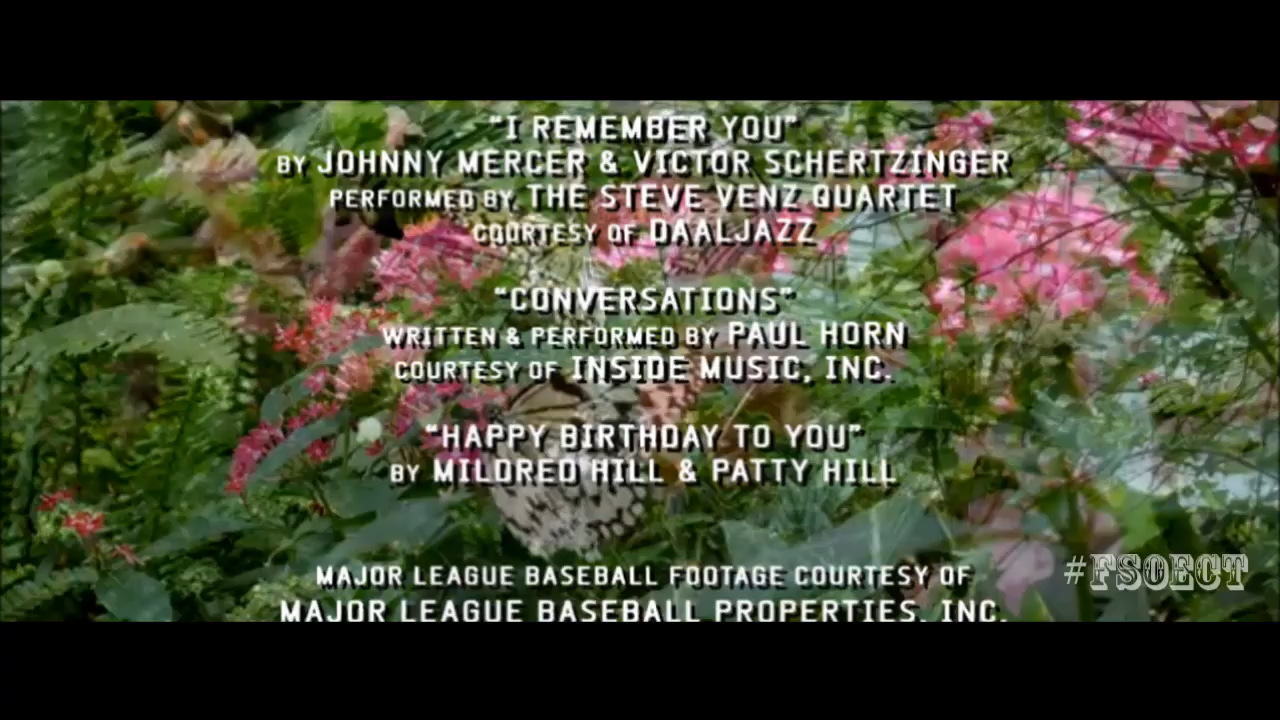 "I REMEMBER YOU"
BY JOHNNY MERCER & VICTOR SCHERTZINGER
PERFORMED BY THE STEVE VENZ QUARTET
COURTESY OF DAALJAZZ
"CONVERSATIONS"
WRITTEN & PERFORMED BY PAUL HORN
COURTESY OF INSIDE MUSIC, INC.
"HAPPY BIRTHDAY TO YOU"
BY MILDRED HILL & PATTY HILL
MAJOR LEAGUE BASEBALL FOOTAGE COURTESY OF
MAJOR LEAGUE BASEBALL PROPERTIES, INC.
#FSOECT